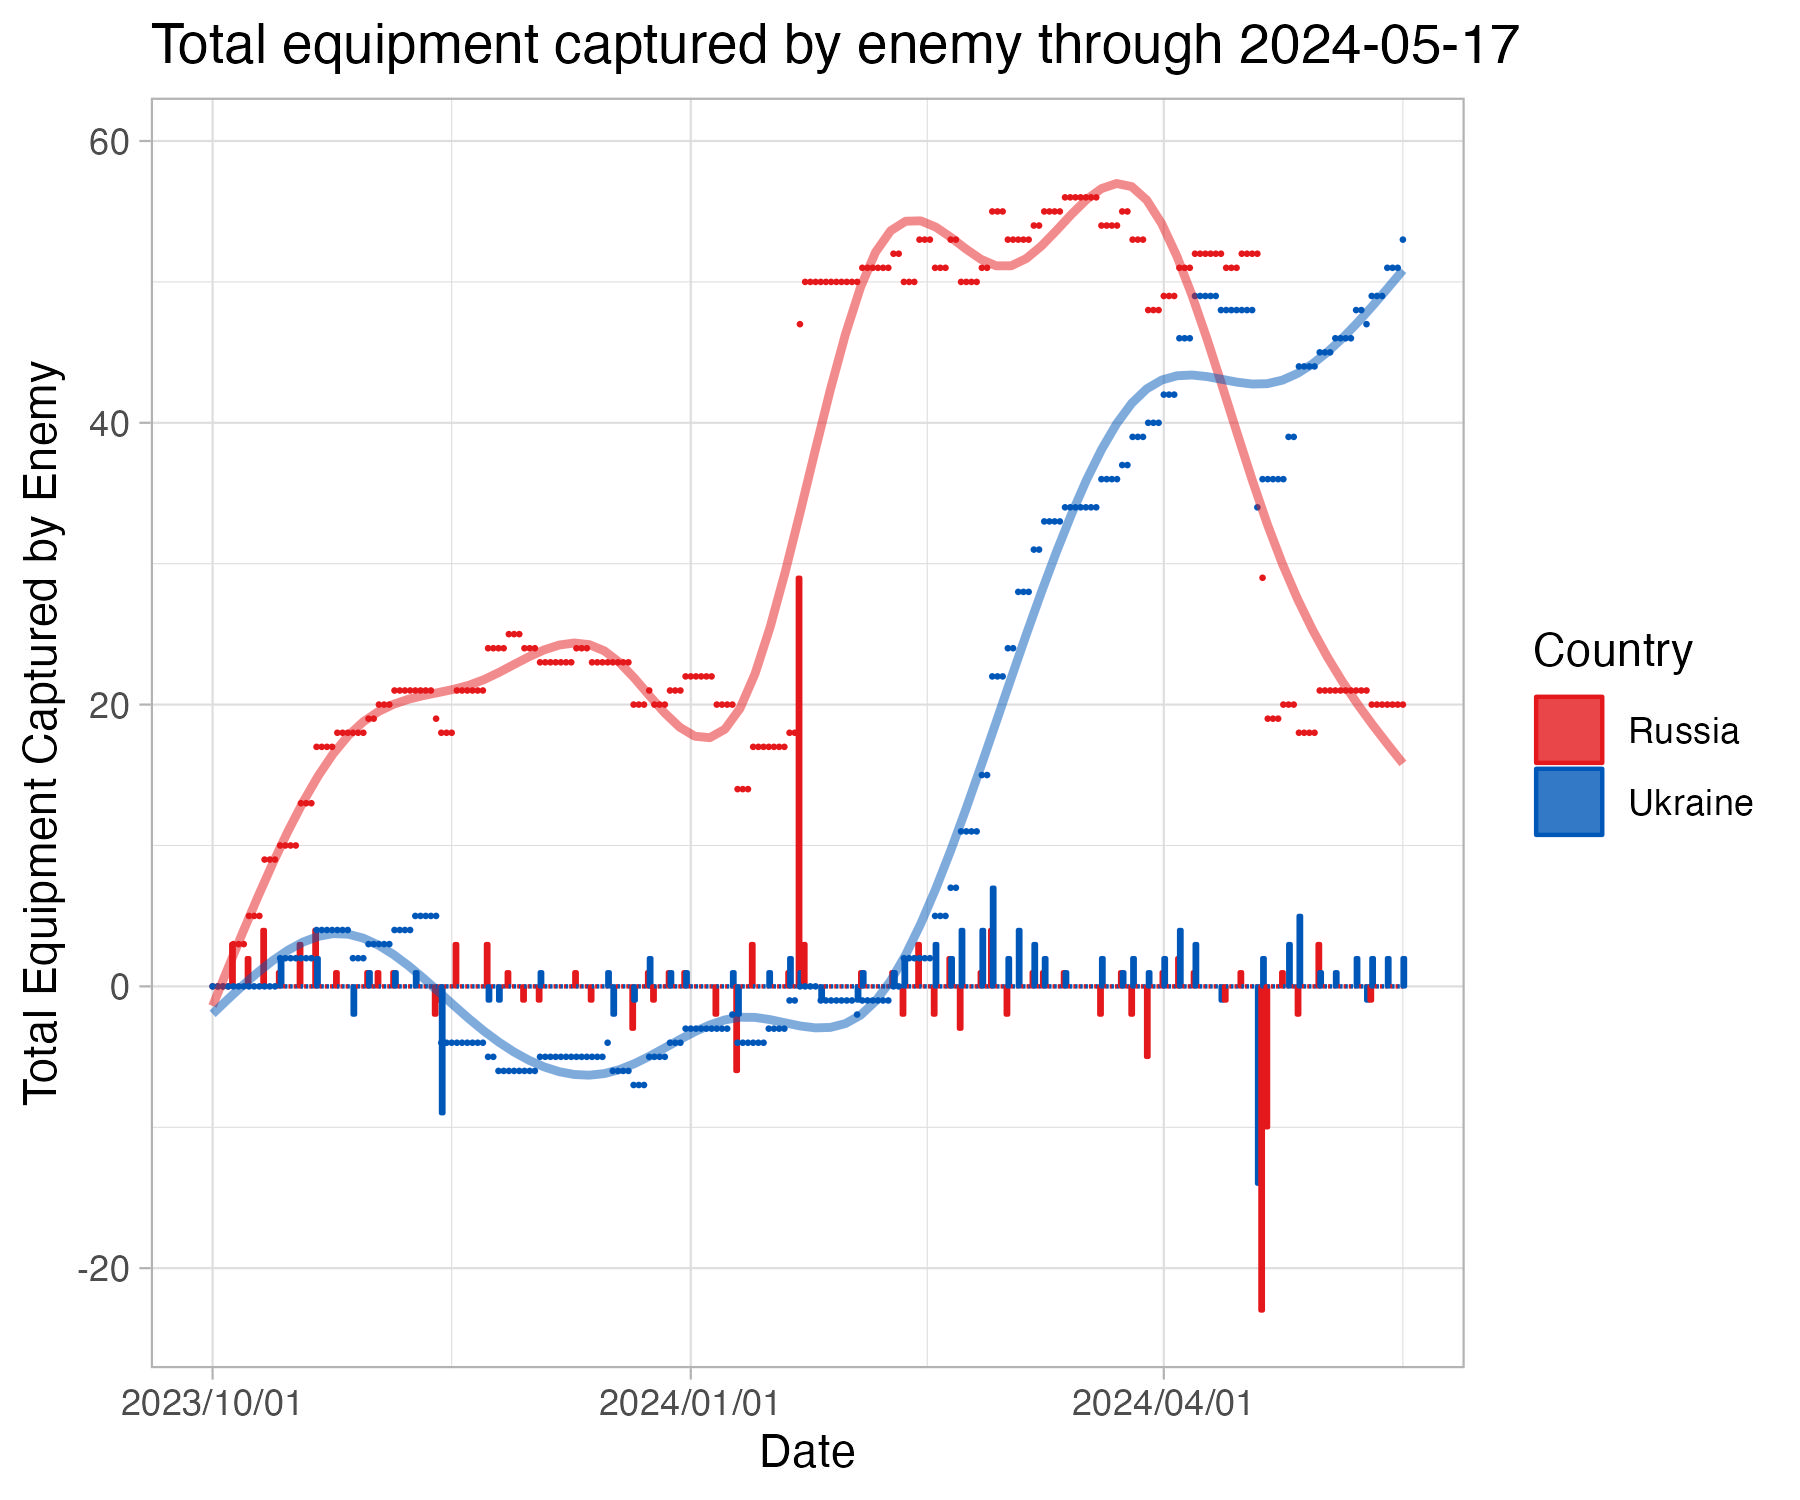 Total equipment captured by enemy through 2024-05-17
Total Equipment Captured by Enemy
60
40
20
0
-20
2023/10/01
2024/01/01
2024/04/01
Date
Country
Russia
Ukraine